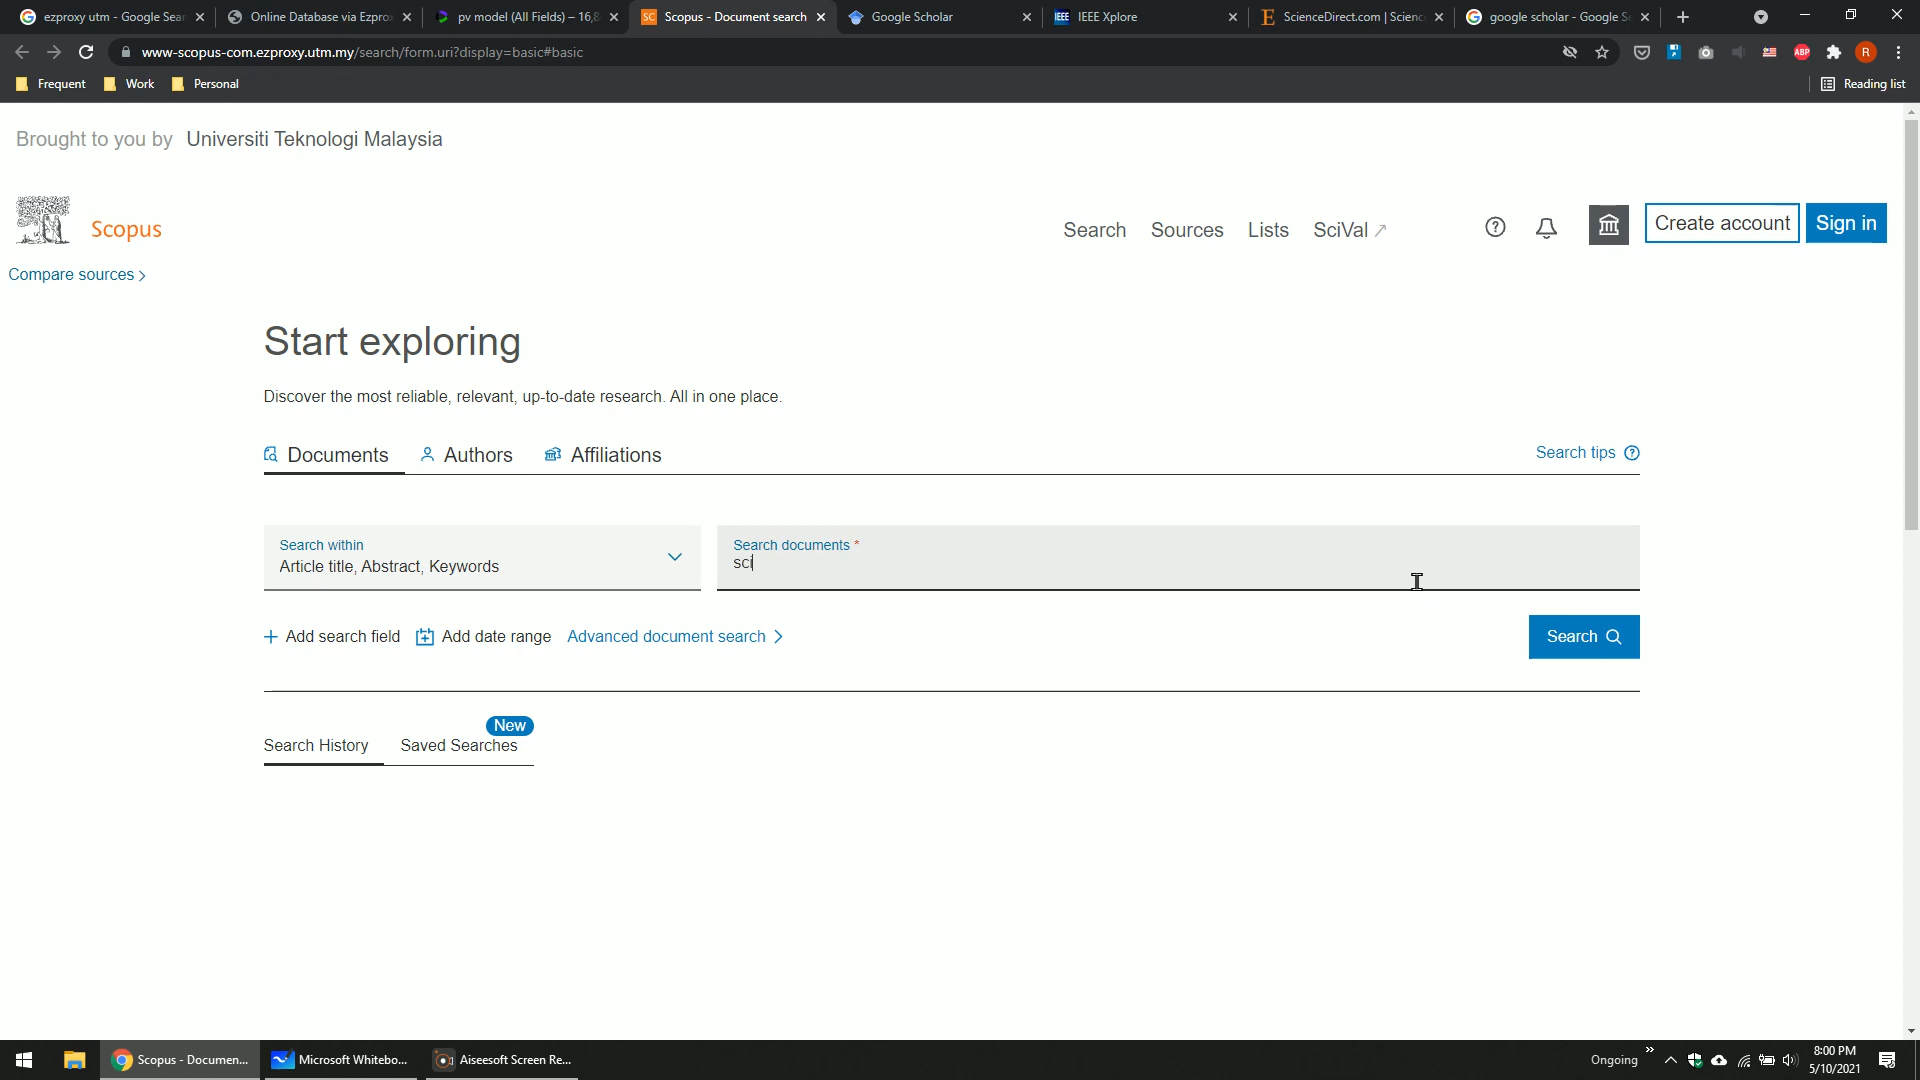 ezproxy utm - Google Sear
Online Database via Ezpro
pv model (All Fields) – 16,8
SC Scopus - Document search
Google Scholar
IEEE IEEE Xplore
E ScienceDirect.com | Scienc
google scholar - Google S
www-scopus-com.ezproxy.utm.my/search/form.uri?display=basic#basic
ABP
R
Frequent
Work
Personal
Reading list
Brought to you by Universiti Teknologi Malaysia
Scopus
Search
Sources
Lists
SciVal
Create account
Sign in
Compare sources
Start exploring
Discover the most reliable, relevant, up-to-date research. All in one place.
Documents
Authors
Affiliations
Search tips
Search within
Article title, Abstract, Keywords
Search documents *
sci
Add search field
Add date range
Advanced document search
Search
New
Search History
Saved Searches
Scopus - Documen...
Microsoft Whitebo...
Aiseesoft Screen Re...
Ongoing
8:00 PM
5/10/2021